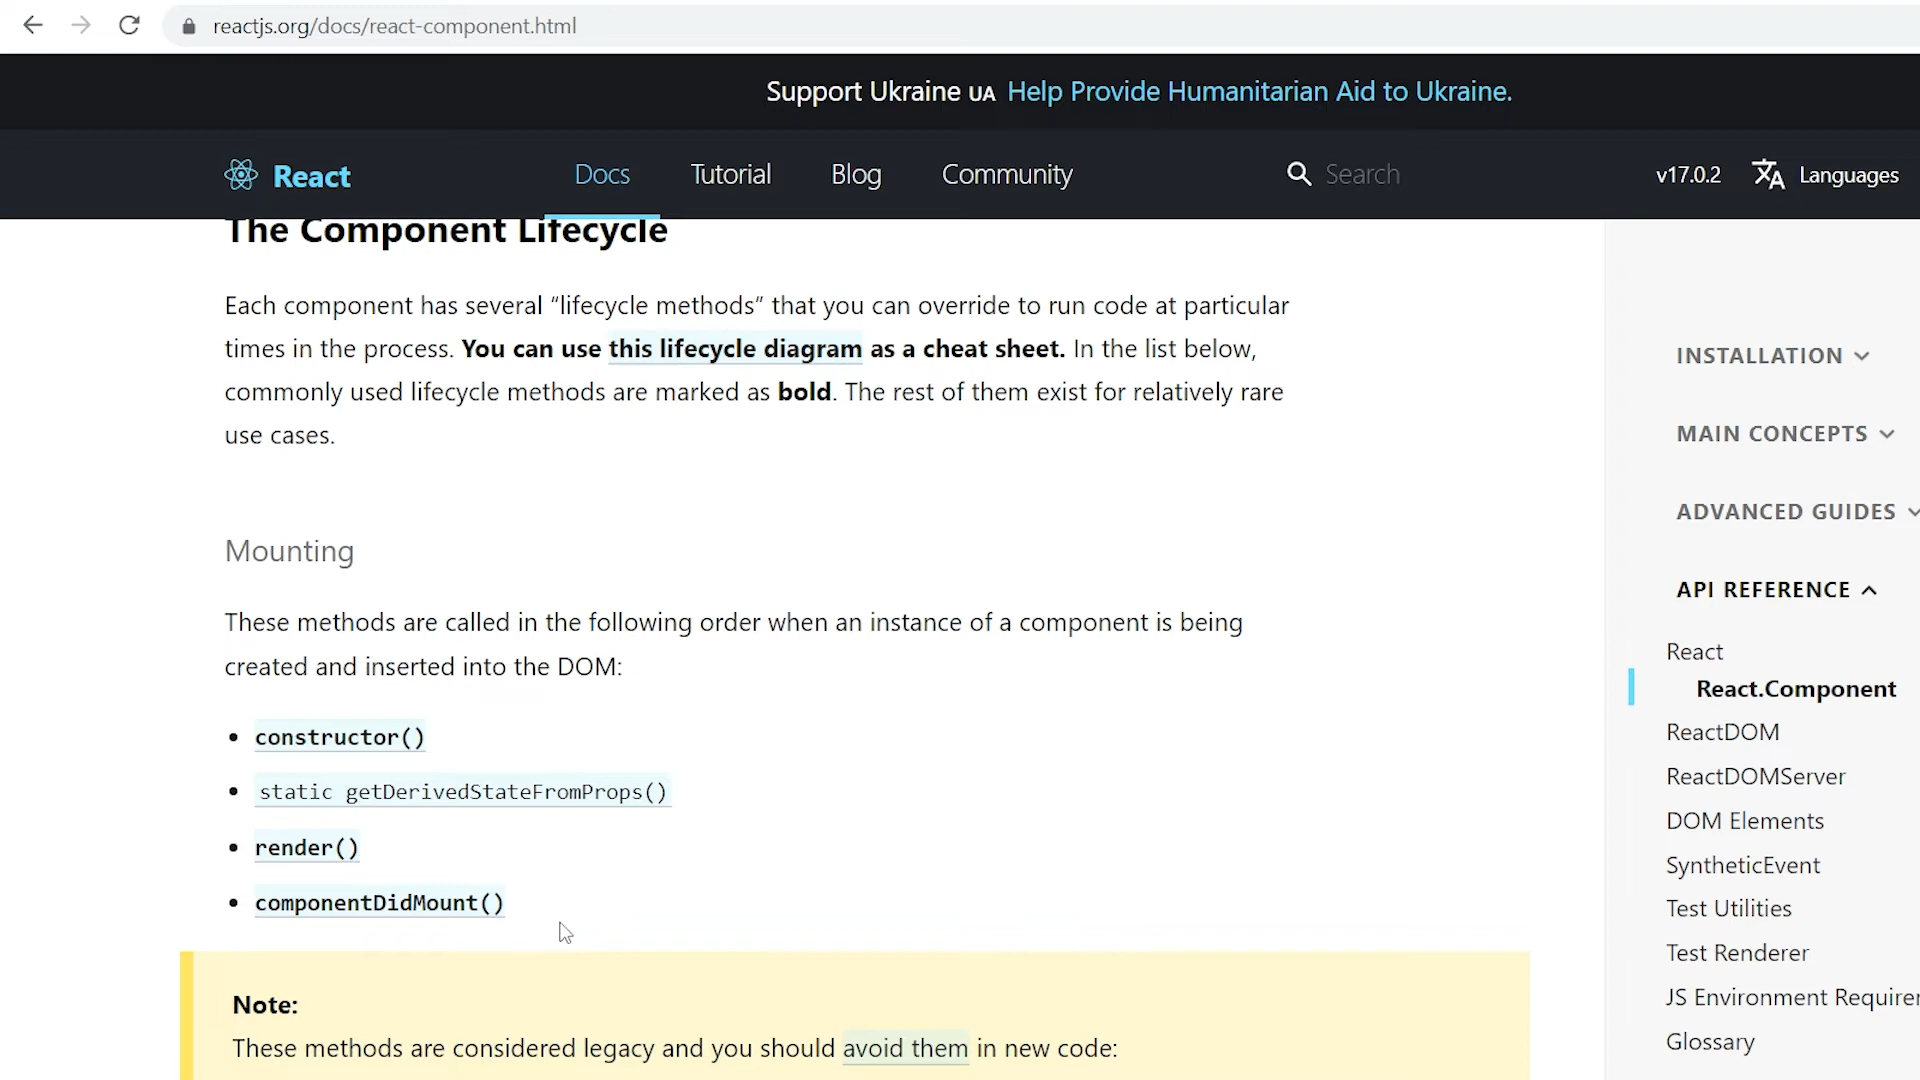 reactjs.org/docs/react-component.html
Support Ukraine UA Help Provide Humanitarian Aid to Ukraine.
React Docs Tutorial Blog Community Search v17.0.2 Languages
The Component Lifecycle
Each component has several “lifecycle methods” that you can override to run code at particular
times in the process. You can use this lifecycle diagram as a cheat sheet. In the list below,
commonly used lifecycle methods are marked as bold. The rest of them exist for relatively rare
use cases.
Mounting
These methods are called in the following order when an instance of a component is being
created and inserted into the DOM:
constructor()
static getDerivedStateFromProps()
render()
componentDidMount()
Note:
These methods are considered legacy and you should avoid them in new code:
INSTALLATION
MAIN CONCEPTS
ADVANCED GUIDES
API REFERENCE
React
React.Component
ReactDOM
ReactDOMServer
DOM Elements
SyntheticEvent
Test Utilities
Test Renderer
JS Environment Requirer
Glossary